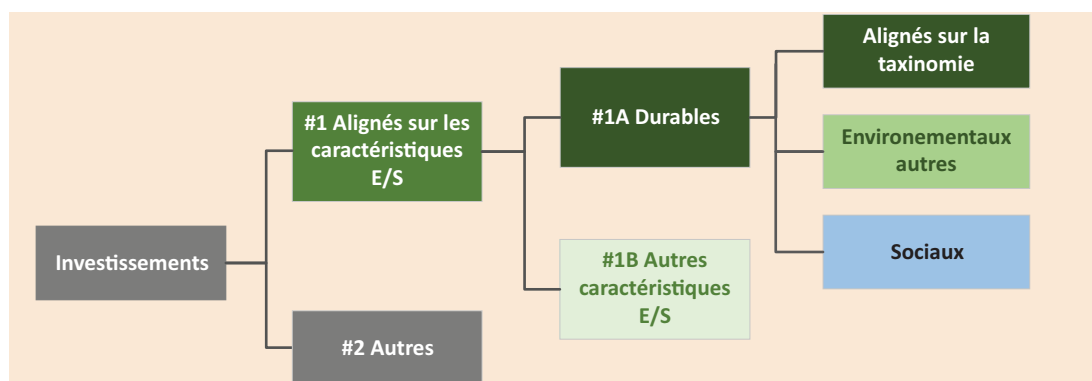 Investissements
#1 Alignés sur les
caractéristiques
E/S
#2 Autres
#1A Durables
#1B Autres
caractéristiques
E/S
Alignés sur la
taxinomie
Environementaux
autres
Sociaux